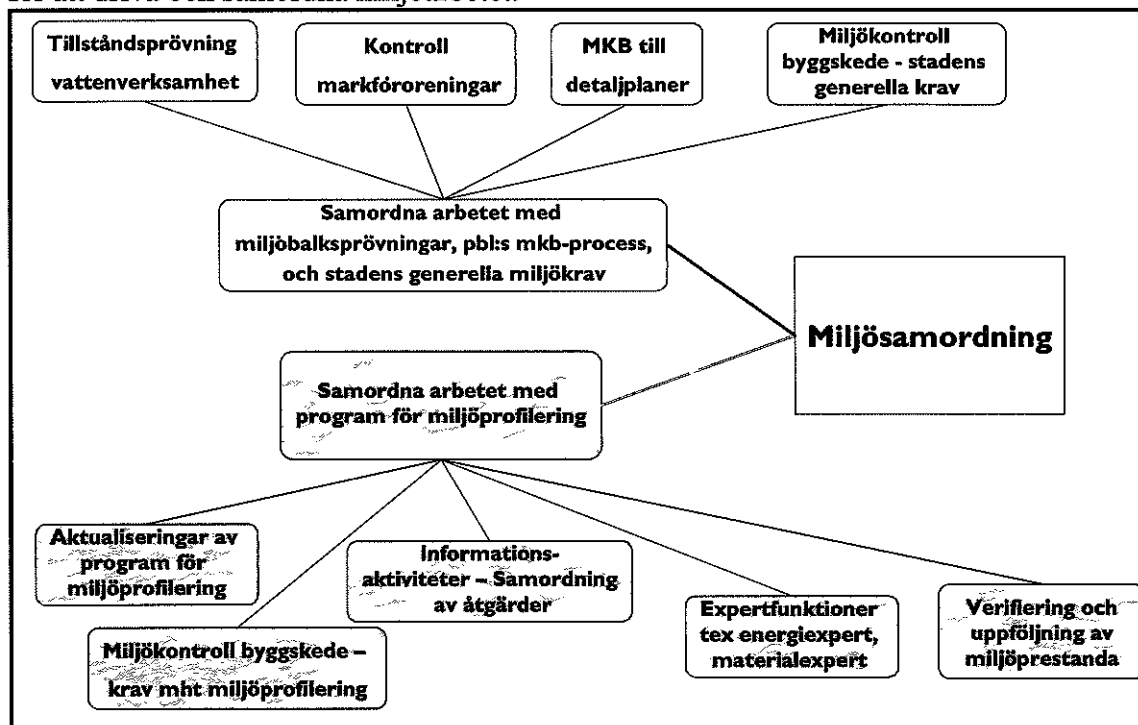 Tillståndsprövning
vattenverksamhet
Kontroll
markföroreningar
MKB till
detaljplaner
Miljökontroll
byggskede - stadens
generella krav
Samordna arbetet med
miljöbalksprövningar, pbl:s mkb-process,
och stadens generella miljökrav
Miljösamordning
Samordna arbetet med
program för miljöprofilering
Aktualiseringar av
program för
miljöprofilering
Informations-
aktiviteter – Samordning
av åtgärder
Miljökontroll byggskede –
krav mht miljöprofilering
Expertfunktioner
tex energiexpert,
materialexpert
Verifiering och
uppföljning av
miljöprestanda